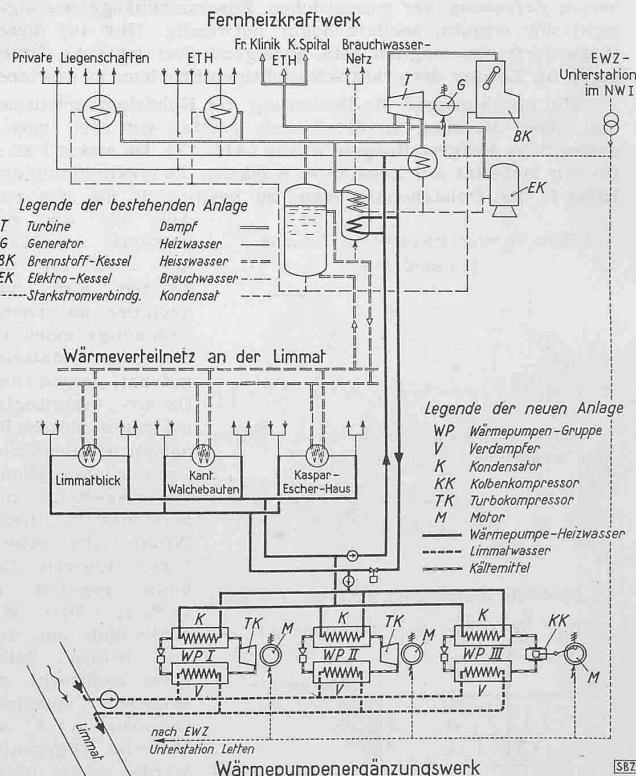 Fernheizkraftwerk
Private Liegenschaften
ETH
Fr. Klinik K. Spital
ETH
Brauchwasser-
Netz
EWZ-
Unterstation
im NWI
T
G
BK
EK
Legende der bestehenden Anlage
T Turbine
G Generator
BK Brennstoff-Kessel
EK Elektro-Kessel
Starkstromverbindg.
Dampf
Heizwasser
Heisswasser
Brauchwasser
Kondensat
Wärmeverteilnetz an der Limmat
Limmatblick
Kant.
Walchebauten
Kaspar-
Escher-Haus
Legende der neuen Anlage
WP Wärmepumpen-Gruppe
V Verdampfer
K Kondensator
KK Kolbenkompressor
TK Turbokompressor
M Motor
Wärmepumpe-Heizwasser
Limmatwasser
Kältemittel
K
TK
M
K
TK
M
K
KK
M
WP I
WP II
WP III
V
V
V
Limmat
nach EWZ
Unterstation Letten
Wärmepumpenergänzungswerk
SBZ